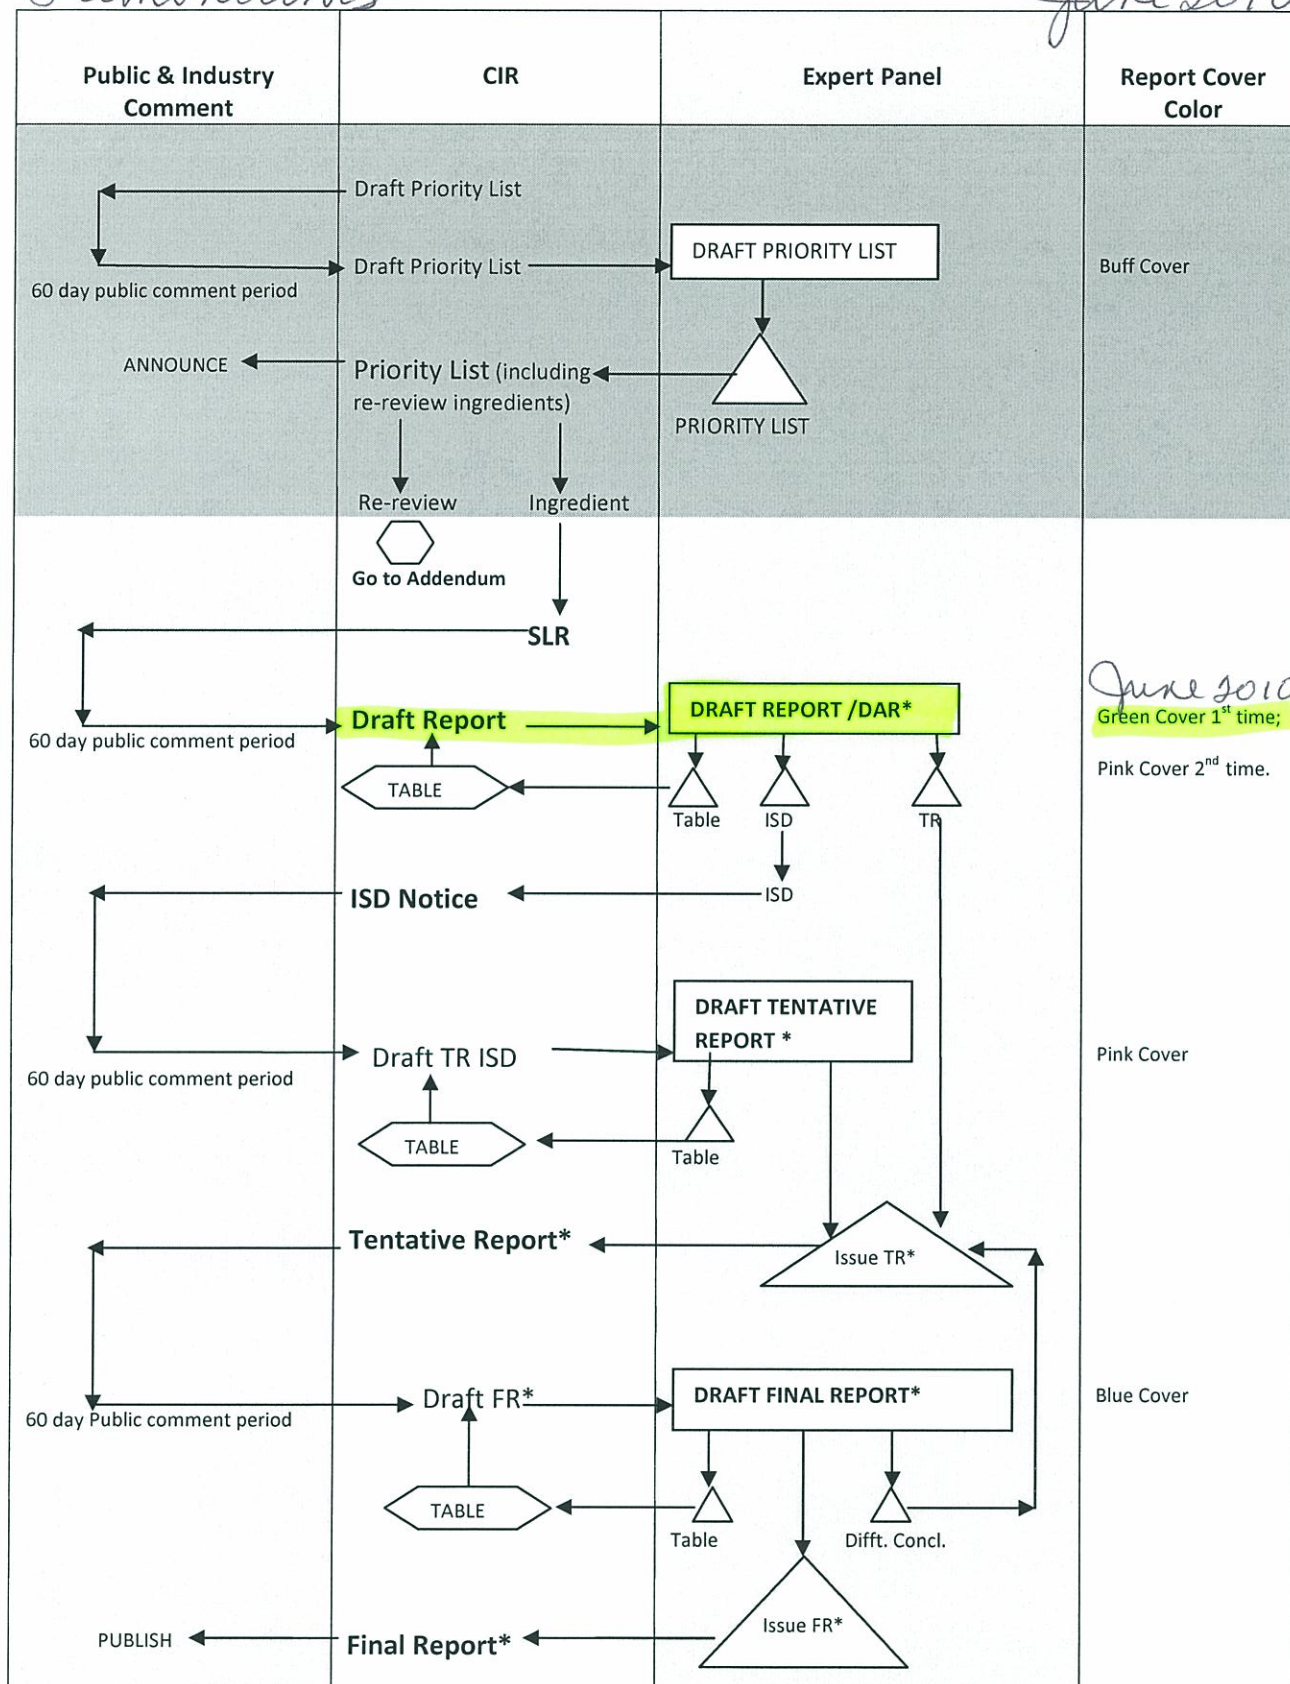 June 2010
Public & Industry Comment
CIR
Expert Panel
Report Cover Color
Draft Priority List
DRAFT PRIORITY LIST
Draft Priority List
Buff Cover
60 day public comment period
ANNOUNCE
Priority List (including
re-review ingredients)
PRIORITY LIST
Re-review
Ingredient
Go to Addendum
SLR
June 2010
DRAFT REPORT /DAR*
Draft Report
Green Cover 1st time;
60 day public comment period
Pink Cover 2nd time.
TABLE
Table
ISD
TR
ISD Notice
ISD
DRAFT TENTATIVE
REPORT *
Draft TR ISD
Pink Cover
60 day public comment period
TABLE
Table
Tentative Report*
Issue TR*
Draft FR*
DRAFT FINAL REPORT*
Blue Cover
60 day Public comment period
TABLE
Table
Difft. Concl.
Issue FR*
PUBLISH
Final Report*